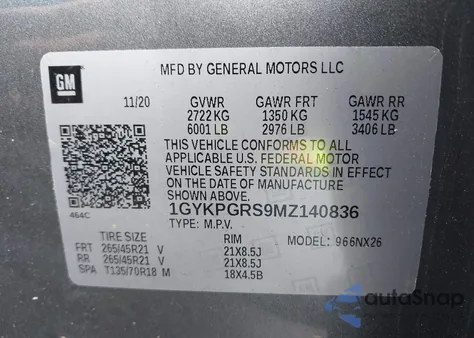 GM
MFD BY GENERAL MOTORS LLC
11/20 GVWR GAWR FRT GAWR RR
2722 KG 1350 KG 1545 KG
6001 LB 2976 LB 3406 LB
THIS VEHICLE CONFORMS TO ALL
APPLICABLE U.S. FEDERAL MOTOR
VEHICLE SAFETY STANDARDS IN EFFECT
ON THE DATE OF MANUFACTURE
SHOWN ABOVE.
464C
1GYKPGRS9MZ140836
TYPE: M.P.V. MODEL: 966NX26
TIRE SIZE RIM
FRT 265/45R21 V 21X8.5J
RR 265/45R21 V 21X8.5J
SPA T135/70R18 M 18X4.5B
autoSnap